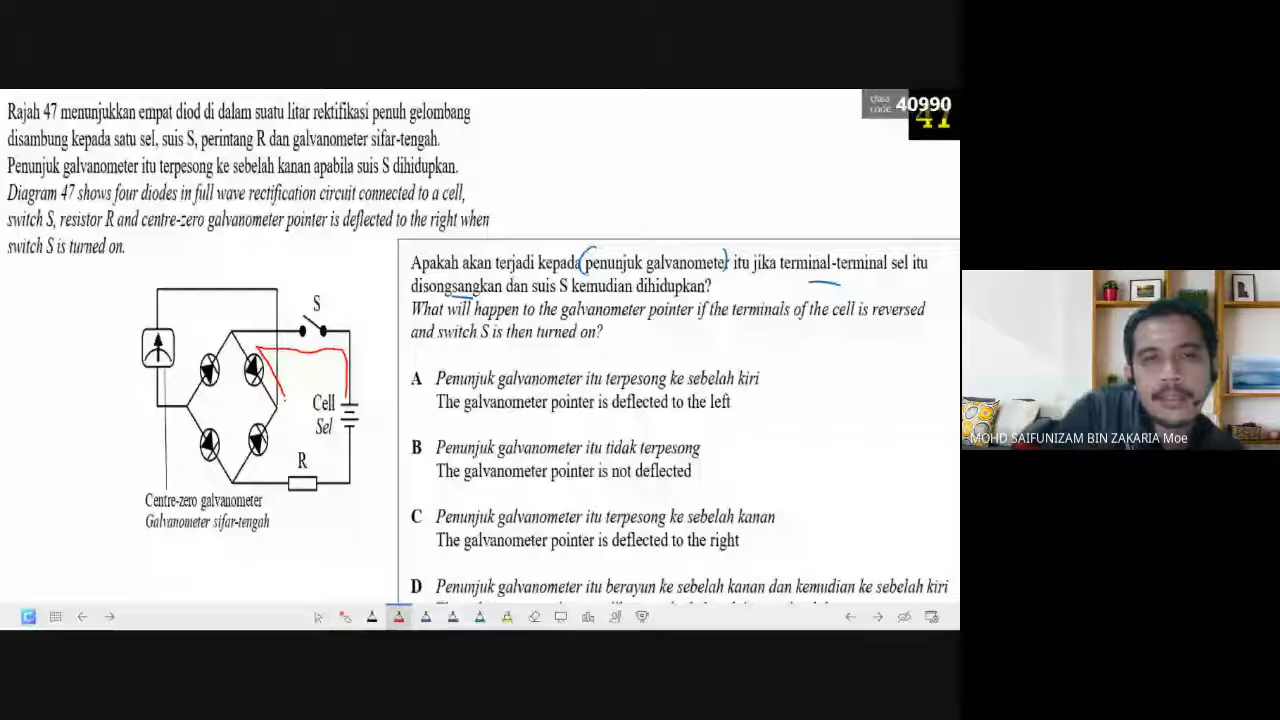 Rajah 47 menunjukkan empat diod di dalam suatu litar rektifikasi penuh gelombang
disambung kepada satu sel, suis S, perintang R dan galvanometer sifar-tengah.
Penunjuk galvanometer itu terpesong ke sebelah kanan apabila suis S dihidupkan.
Diagram 47 shows four diodes in full wave rectification circuit connected to a cell,
switch S, resistor R and centre-zero galvanometer pointer is deflected to the right when
switch S is turned on.
class
code
40990
47
Apakah akan terjadi kepada penunjuk galvanometer itu jika terminal-terminal sel itu
disongsangkan dan suis S kemudian dihidupkan?
What will happen to the galvanometer pointer if the terminals of the cell is reversed
and switch S is then turned on?
S
Cell
Sel
R
Centre-zero galvanometer
Galvanometer sifar-tengah
A Penunjuk galvanometer itu terpesong ke sebelah kiri
The galvanometer pointer is deflected to the left
B Penunjuk galvanometer itu tidak terpesong
The galvanometer pointer is not deflected
C Penunjuk galvanometer itu terpesong ke sebelah kanan
The galvanometer pointer is deflected to the right
D Penunjuk galvanometer itu berayun ke sebelah kanan dan kemudian ke sebelah kiri
MOHD SAIFUNIZAM BIN ZAKARIA Moe